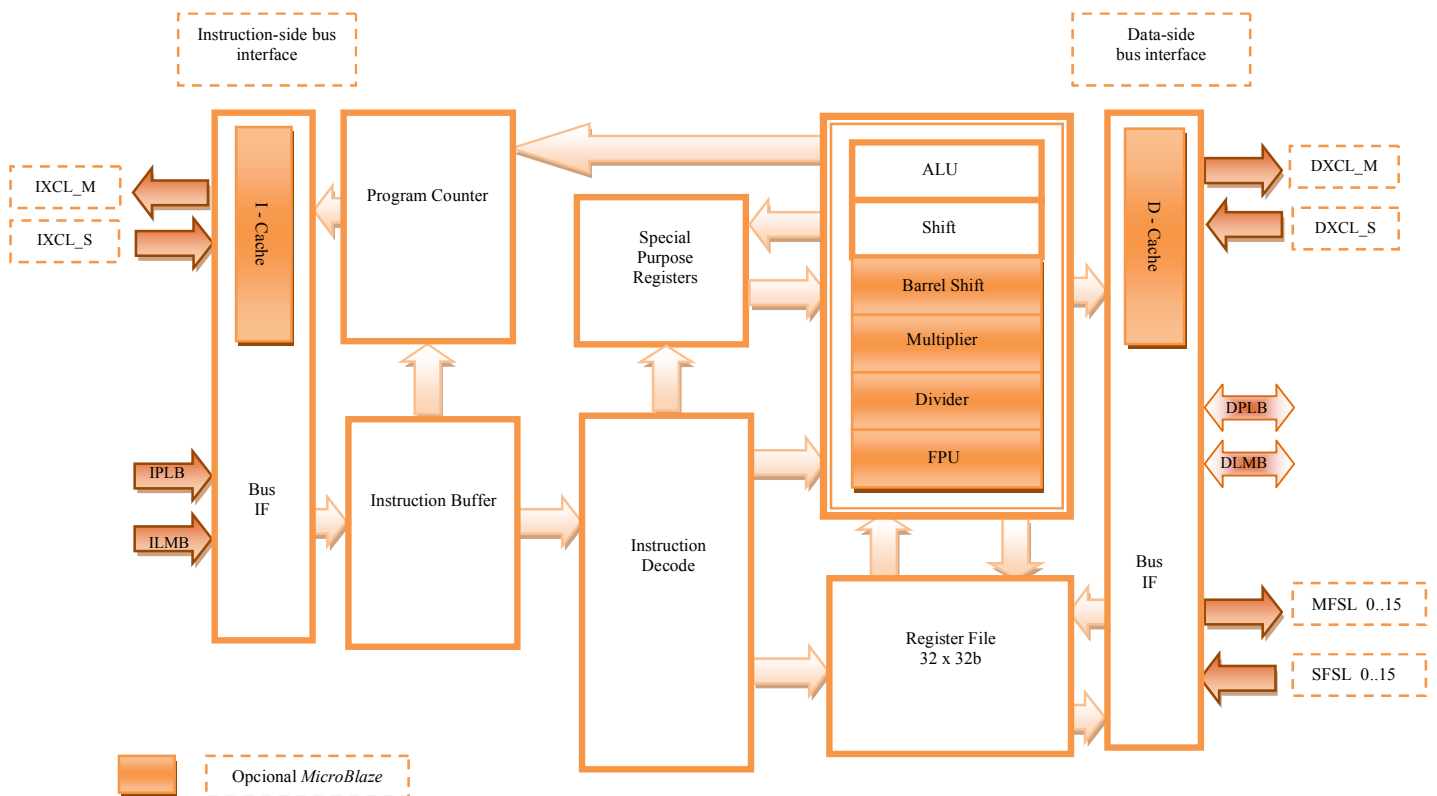 Instruction-side bus
interface
Data-side
bus interface
IXCL_M
IXCL_S
I - Cache
Program Counter
Special
Purpose
Registers
ALU
Shift
Barrel Shift
Multiplier
Divider
FPU
D - Cache
DXCL_M
DXCL_S
DPLB
DLMB
IPLB
ILMB
Bus
IF
Instruction Buffer
Instruction
Decode
Register File
32 x 32b
Bus
IF
MFSL 0..15
SFSL 0..15
Opcional MicroBlaze